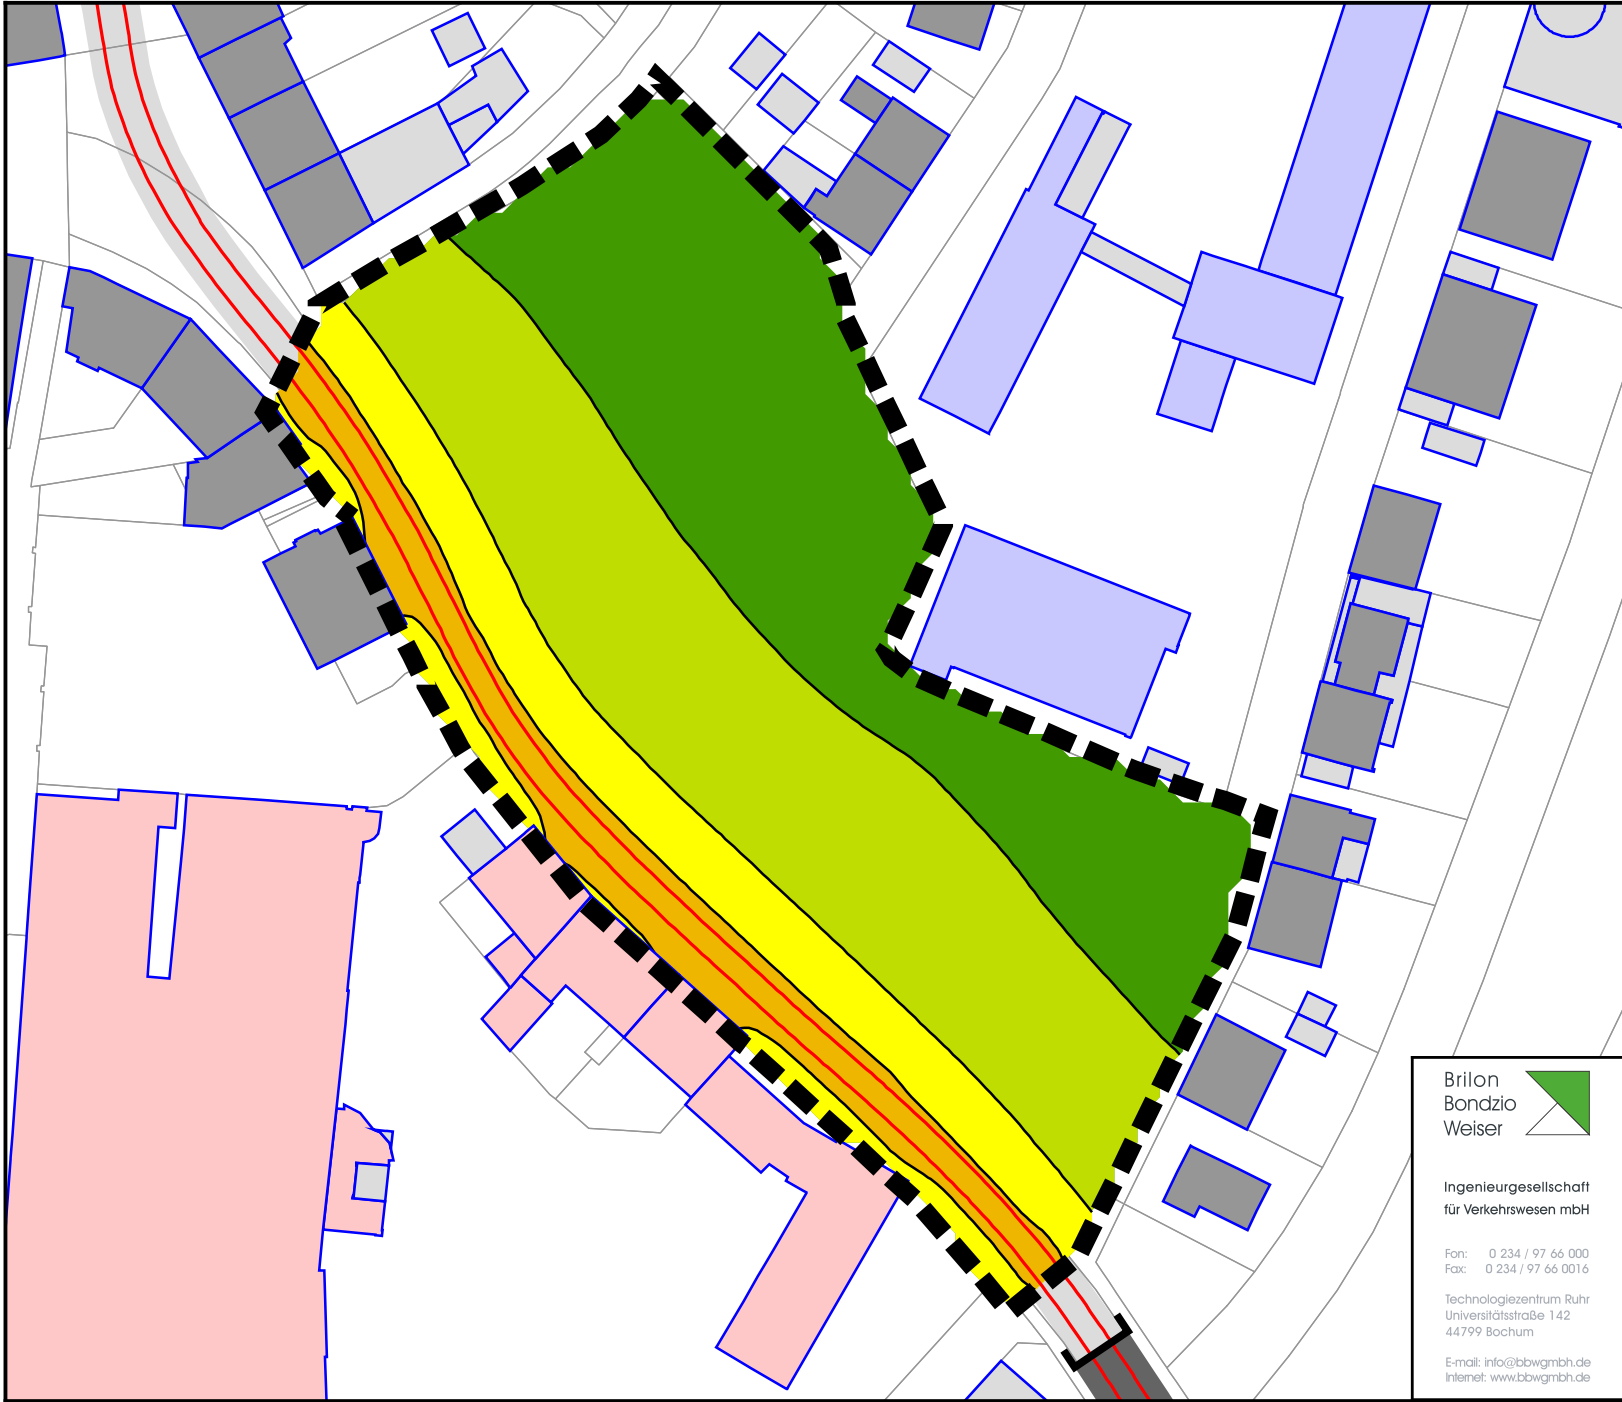 Brilon
Bondzio
Weiser
Ingenieurgesellschaft
für Verkehrswesen mbH
Fon: 0 234 / 97 66 000
Fax: 0 234 / 97 66 0016
Technologiezentrum Ruhr
Universitätsstraße 142
44799 Bochum
E-mail: info@bbwgmbh.de
Internet: www.bbwgmbh.de